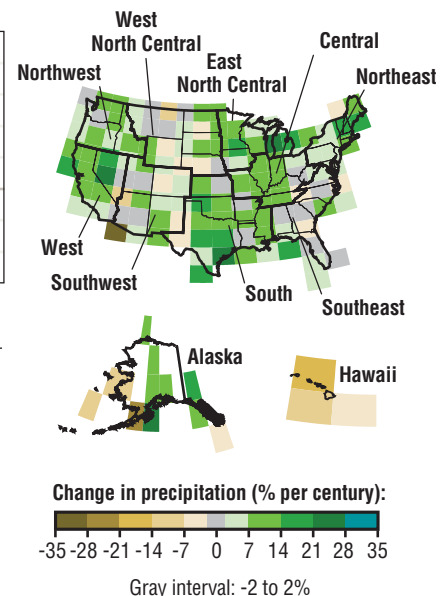 West
North Central
Central
East
North Central
Northwest
Northeast
West
Southwest
South
Southeast
Alaska
Hawaii
Change in precipitation (% per century):
-35 -28 -21 -14 -7 0 7 14 21 28 35
Gray interval: -2 to 2%